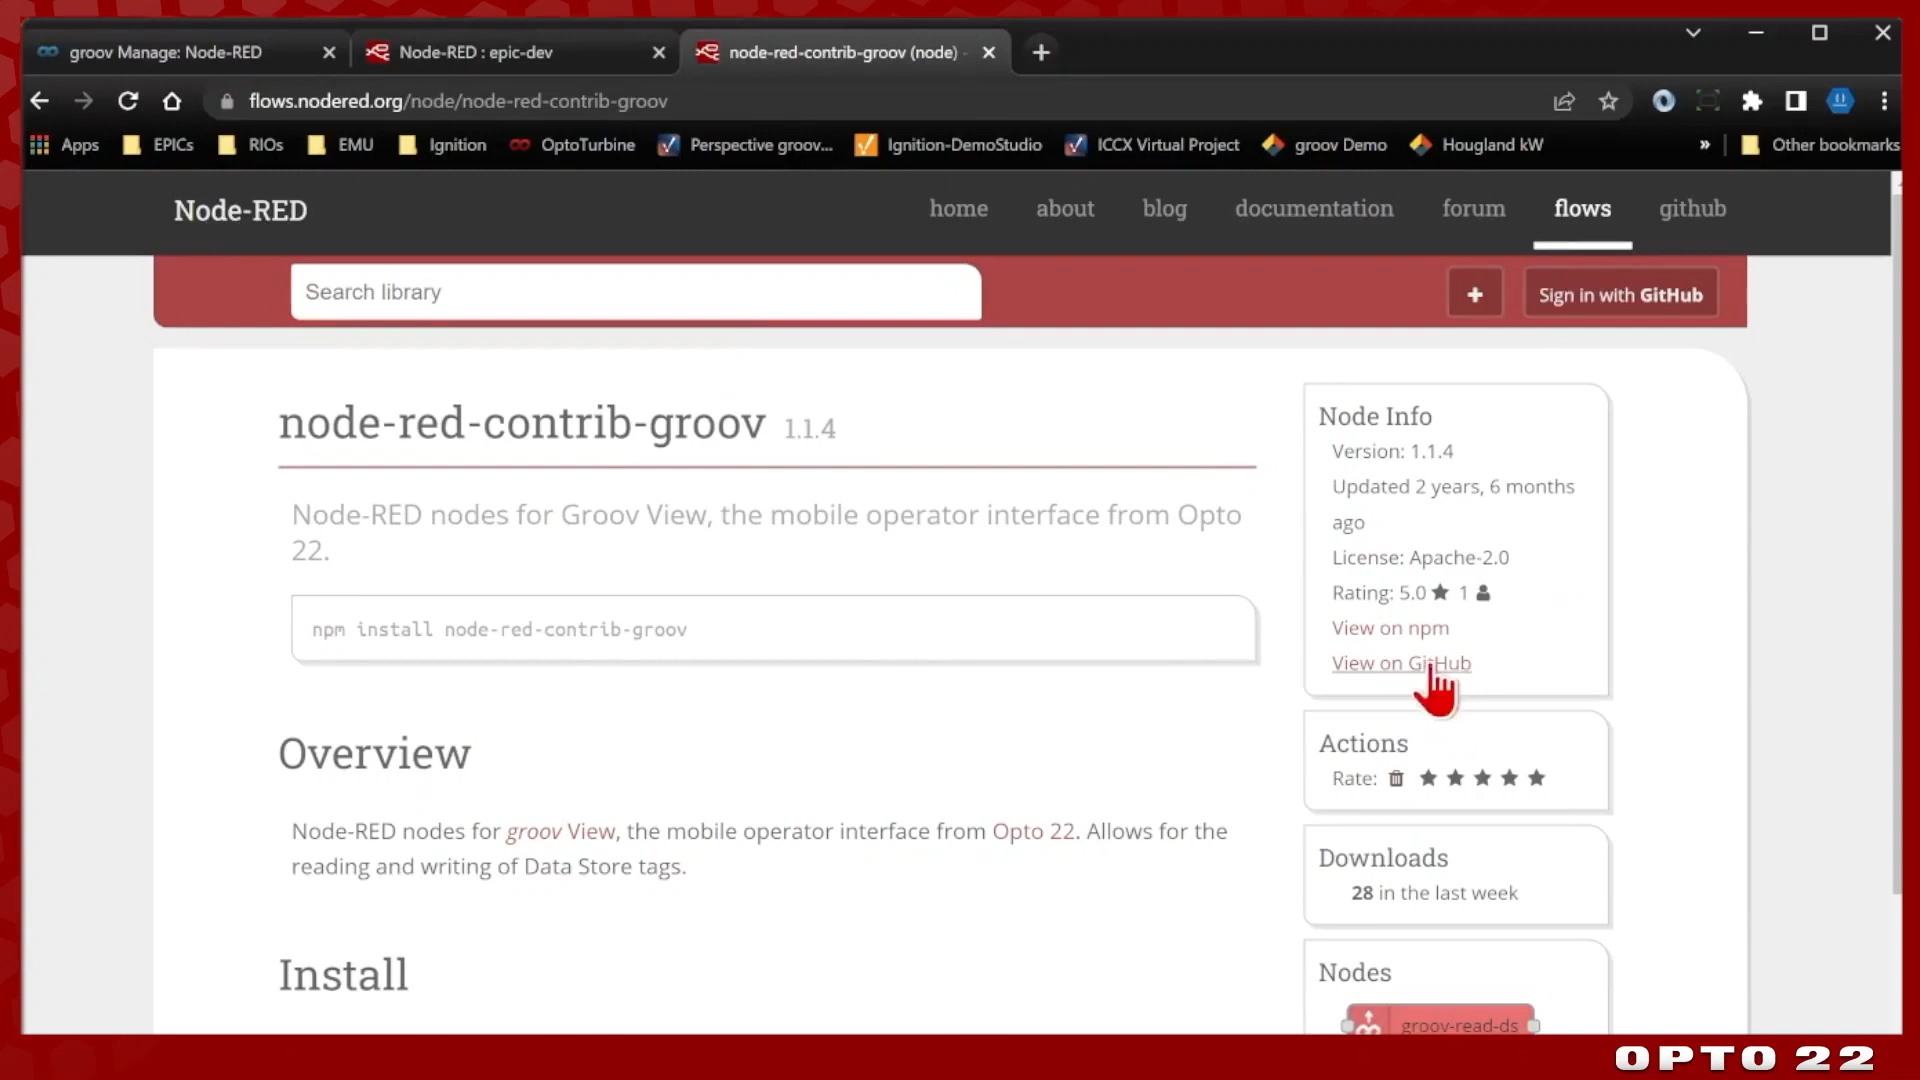 groov Manage: Node-RED
Node-RED : epic-dev
node-red-contrib-groov (node) -
flows.nodered.org/node/node-red-contrib-groov
Apps
EPICs
RIOs
EMU
Ignition
OptoTurbine
Perspective groov...
Ignition-DemoStudio
ICCX Virtual Project
groov Demo
Hougland kW
»
Other bookmarks
Node-RED
home
about
blog
documentation
forum
flows
github
Search library
+
Sign in with GitHub
node-red-contrib-groov 1.1.4
Node-RED nodes for Groov View, the mobile operator interface from Opto
22.
npm install node-red-contrib-groov
Overview
Node-RED nodes for groov View, the mobile operator interface from Opto 22. Allows for the
reading and writing of Data Store tags.
Install
Node Info
Version: 1.1.4
Updated 2 years, 6 months
ago
License: Apache-2.0
Rating: 5.0 ★ 1
View on npm
View on GitHub
Actions
Rate: ★ ★ ★ ★ ★
Downloads
28 in the last week
Nodes
groov-read-ds
OPTO 22